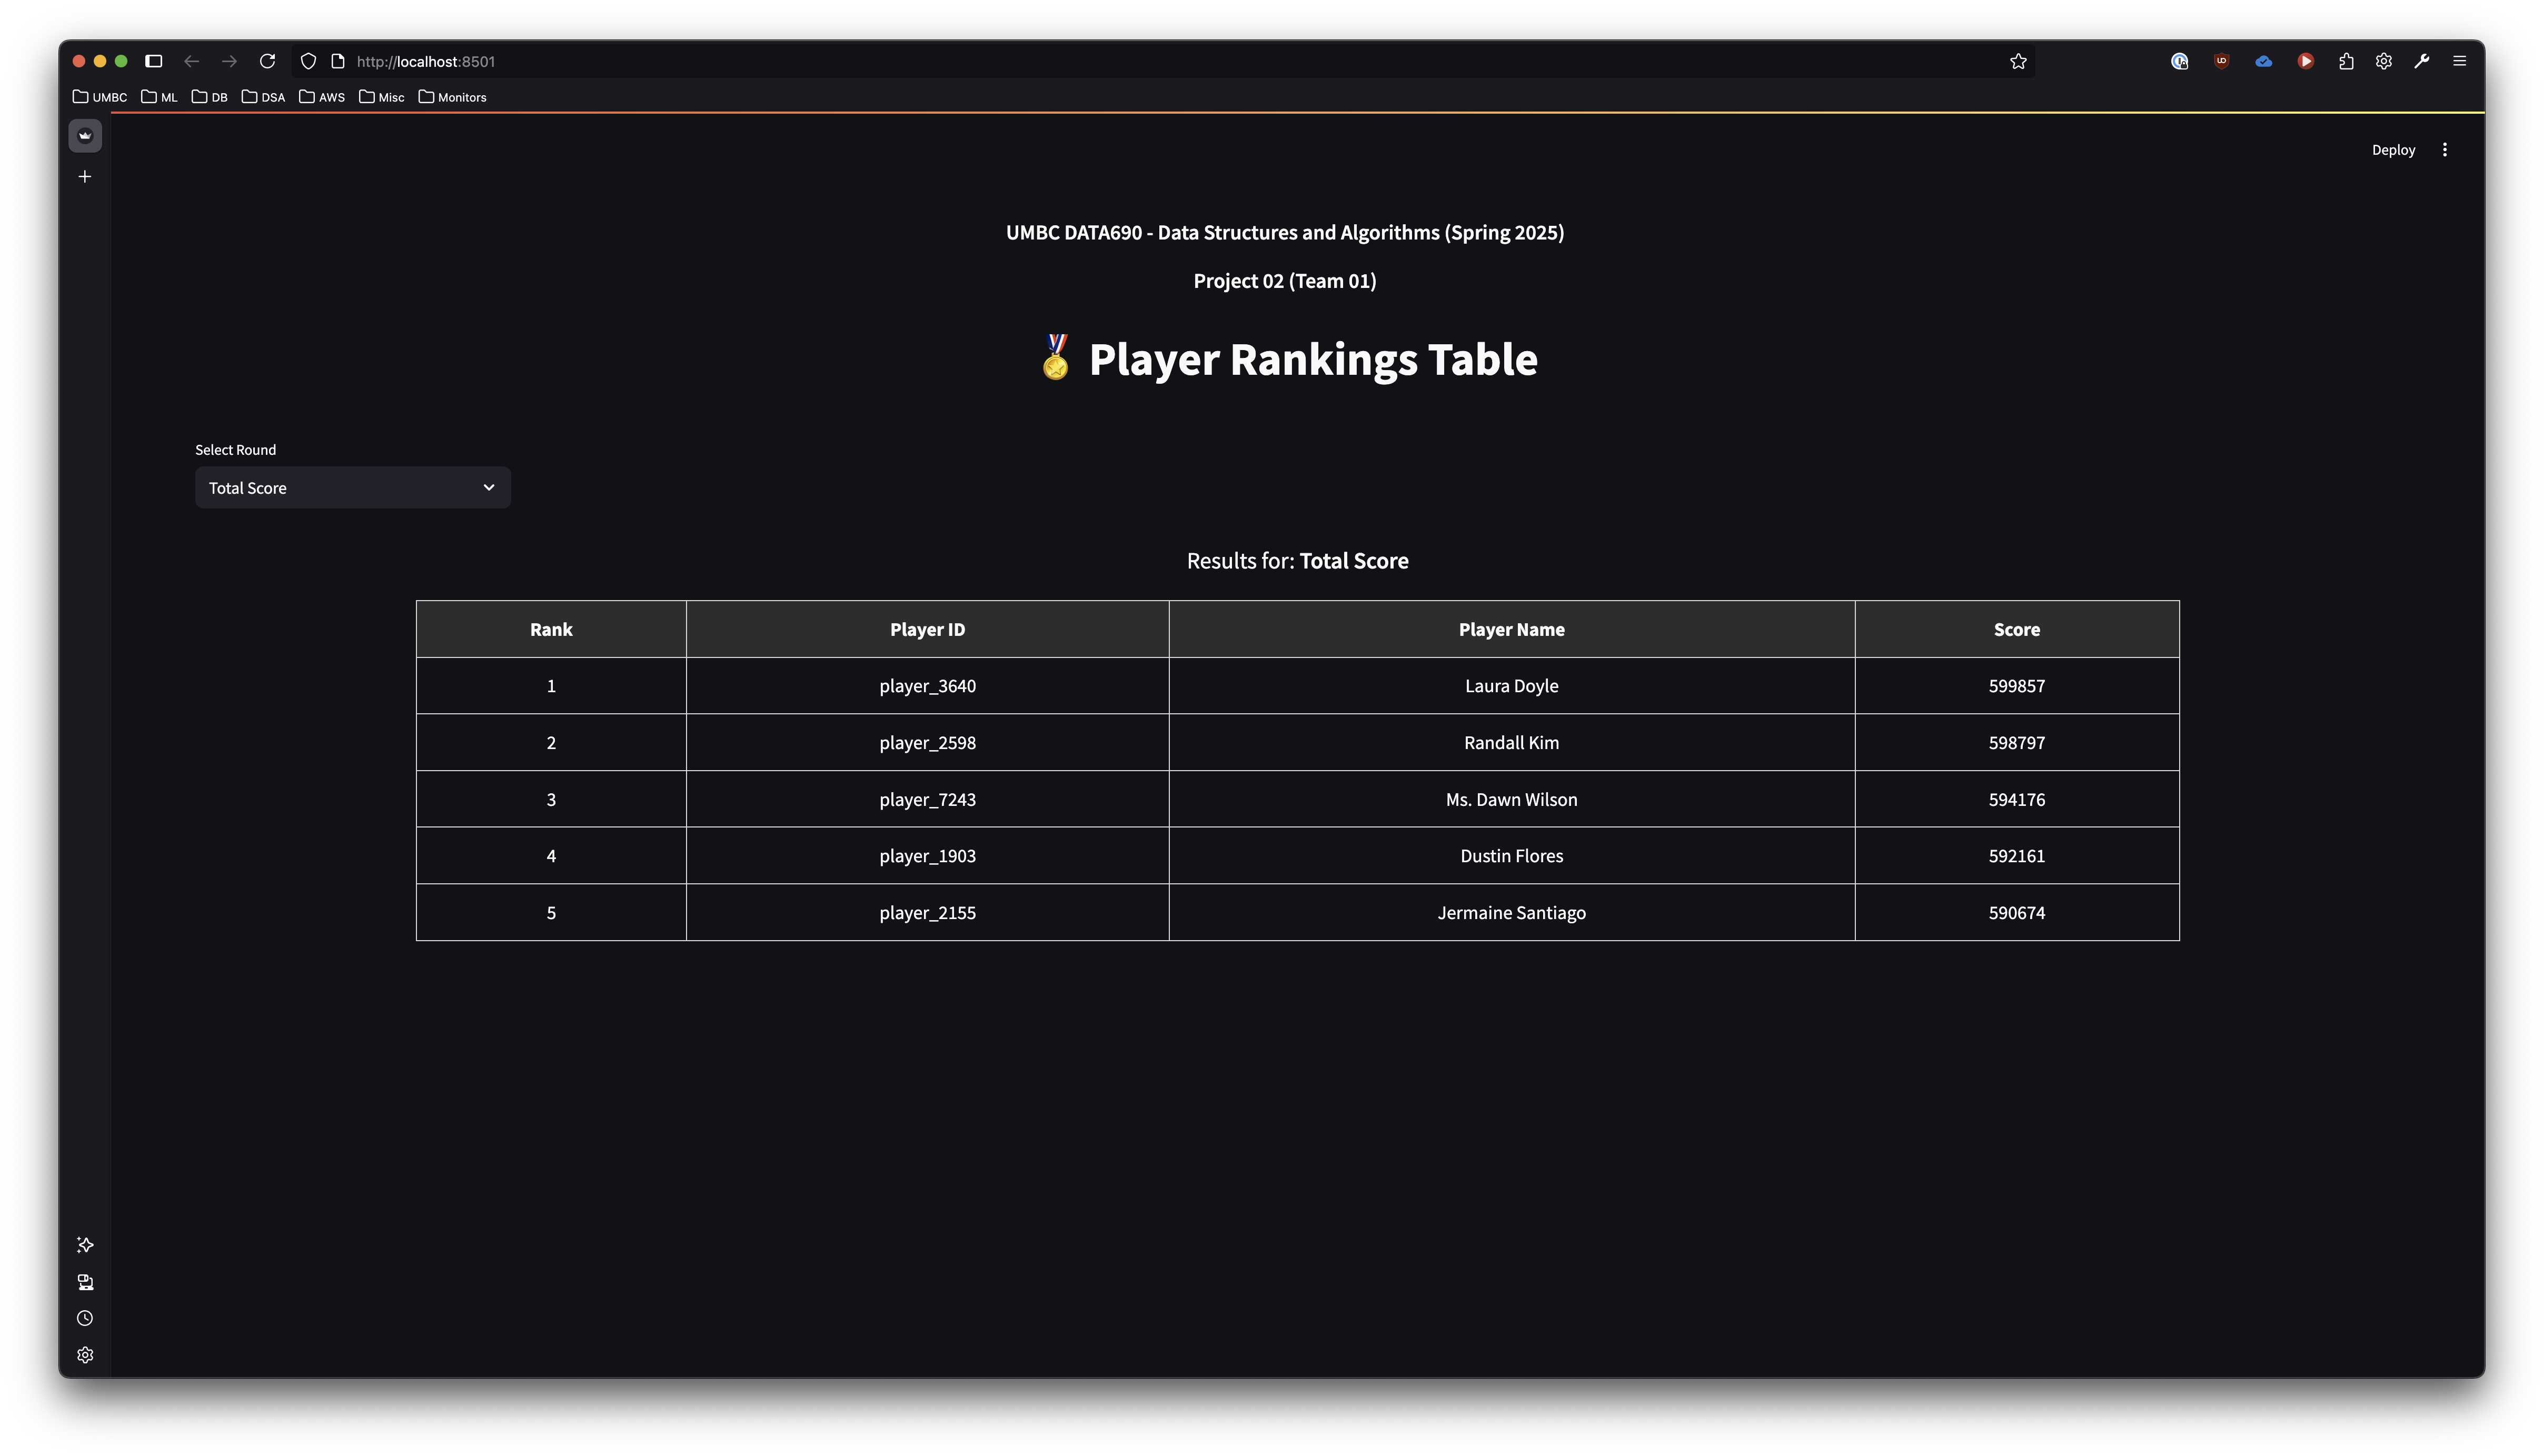 http://localhost:8501
UMBC ML DB DSA AWS Misc Monitors
Deploy
UMBC DATA690 - Data Structures and Algorithms (Spring 2025)
Project 02 (Team 01)
Player Rankings Table
Select Round
Total Score
Results for: Total Score
Rank Player ID Player Name Score
1 player_3640 Laura Doyle 599857
2 player_2598 Randall Kim 598797
3 player_7243 Ms. Dawn Wilson 594176
4 player_1903 Dustin Flores 592161
5 player_2155 Jermaine Santiago 590674